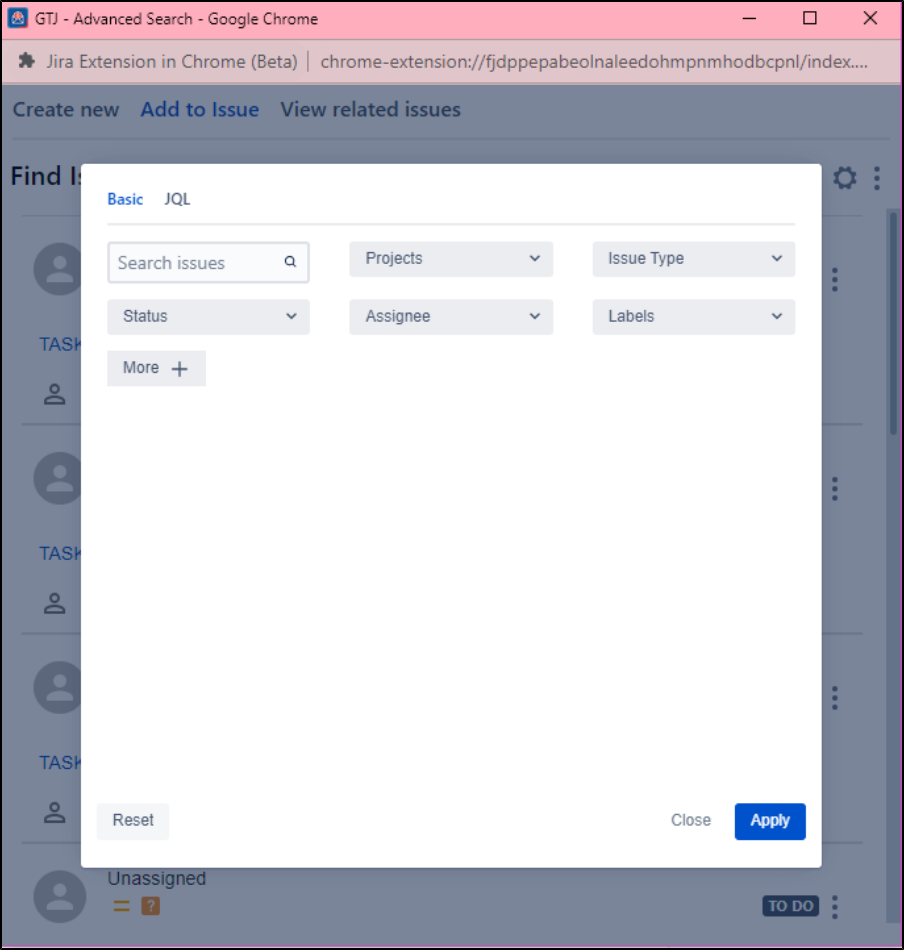 GTJ - Advanced Search - Google Chrome
Jira Extension in Chrome (Beta) | chrome-extension://fjdppepabeolnaleedohmpnmhodbcpnl/index....
Create new Add to Issue View related issues
Find
Basic JQL
Search issues Projects Issue Type
Status Assignee Labels
More
TASK
TASK
TASK
Reset Close Apply
Unassigned
?
TO DO